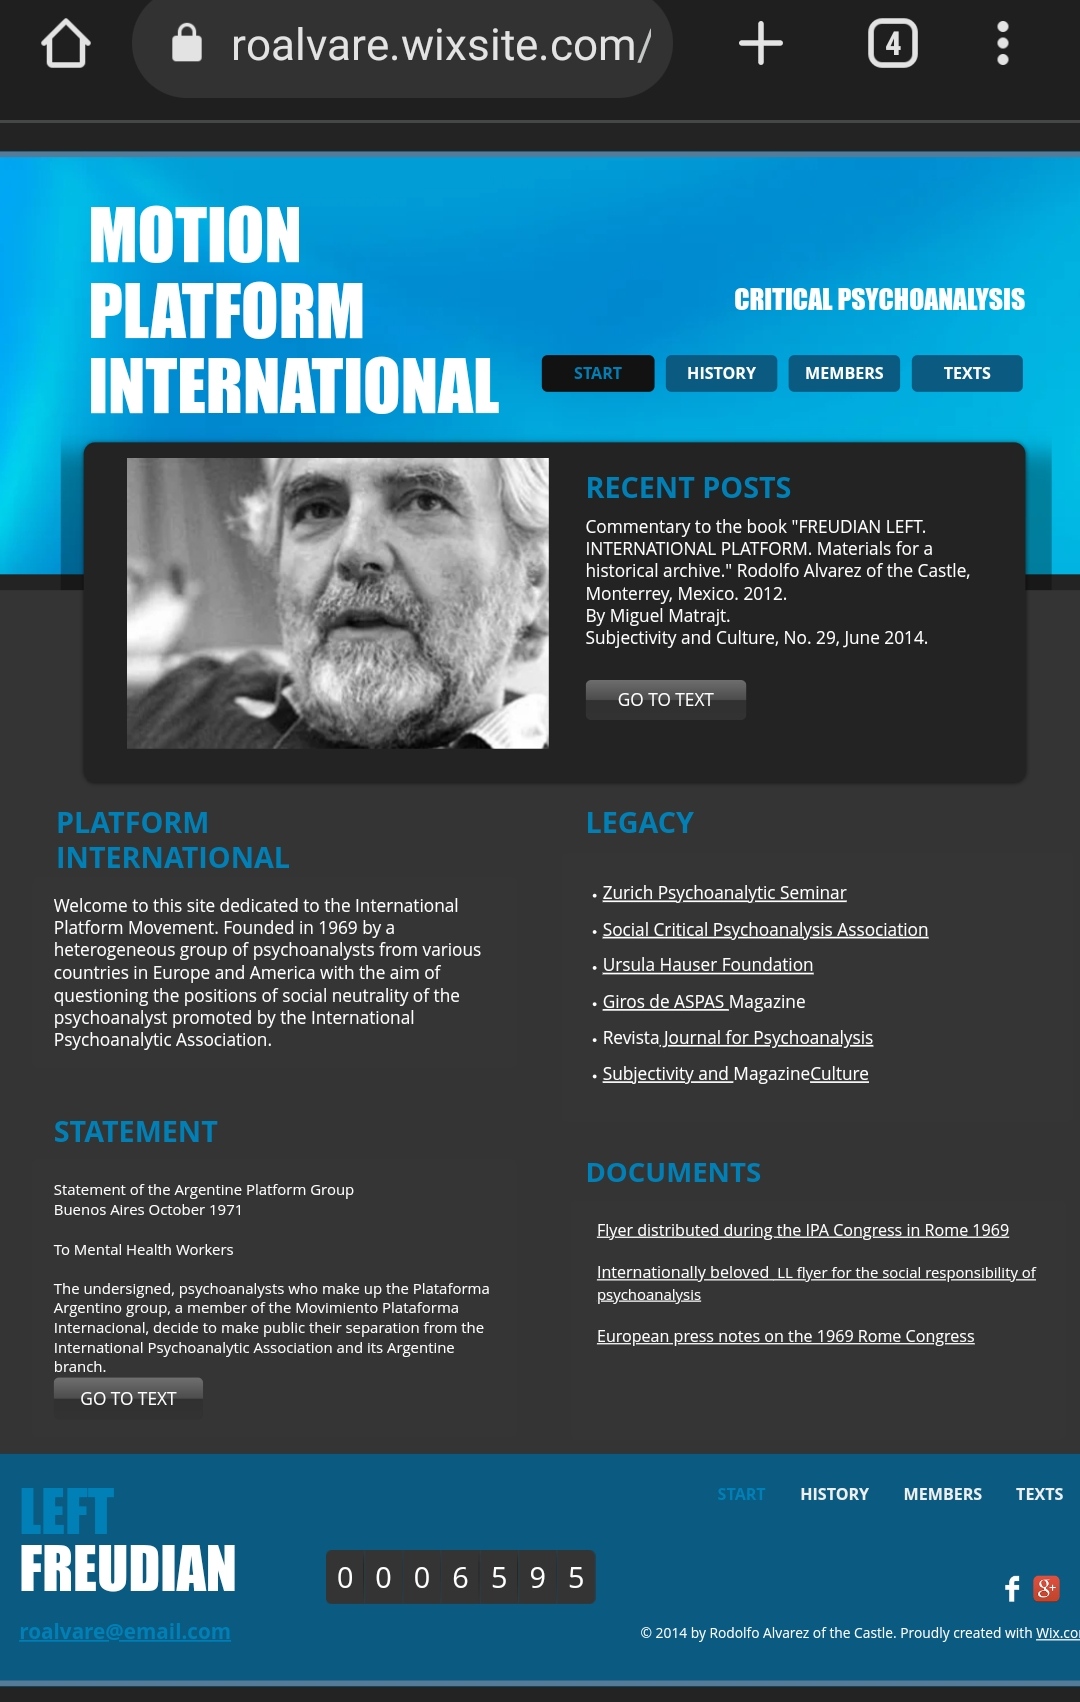 roalvare.wixsite.com/
4
MOTION
PLATFORM
INTERNATIONAL
CRITICAL PSYCHOANALYSIS
START HISTORY MEMBERS TEXTS
RECENT POSTS
Commentary to the book "FREUDIAN LEFT.
INTERNATIONAL PLATFORM. Materials for a
historical archive." Rodolfo Alvarez of the Castle,
Monterrey, Mexico. 2012.
By Miguel Matrajt.
Subjectivity and Culture, No. 29, June 2014.
GO TO TEXT
PLATFORM
INTERNATIONAL
Welcome to this site dedicated to the International
Platform Movement. Founded in 1969 by a
heterogeneous group of psychoanalysts from various
countries in Europe and America with the aim of
questioning the positions of social neutrality of the
psychoanalyst promoted by the International
Psychoanalytic Association.
STATEMENT
Statement of the Argentine Platform Group
Buenos Aires October 1971
To Mental Health Workers
The undersigned, psychoanalysts who make up the Plataforma
Argentino group, a member of the Movimiento Plataforma
Internacional, decide to make public their separation from the
International Psychoanalytic Association and its Argentine
branch.
GO TO TEXT
LEGACY
• Zurich Psychoanalytic Seminar
• Social Critical Psychoanalysis Association
• Ursula Hauser Foundation
• Giros de ASPAS Magazine
• Revista Journal for Psychoanalysis
• Subjectivity and MagazineCulture
DOCUMENTS
Flyer distributed during the IPA Congress in Rome 1969
Internationally beloved LL flyer for the social responsibility of
psychoanalysis
European press notes on the 1969 Rome Congress
LEFT
FREUDIAN
roalvare@email.com
0006595
START HISTORY MEMBERS TEXTS
g+
© 2014 by Rodolfo Alvarez of the Castle. Proudly created with Wix.co